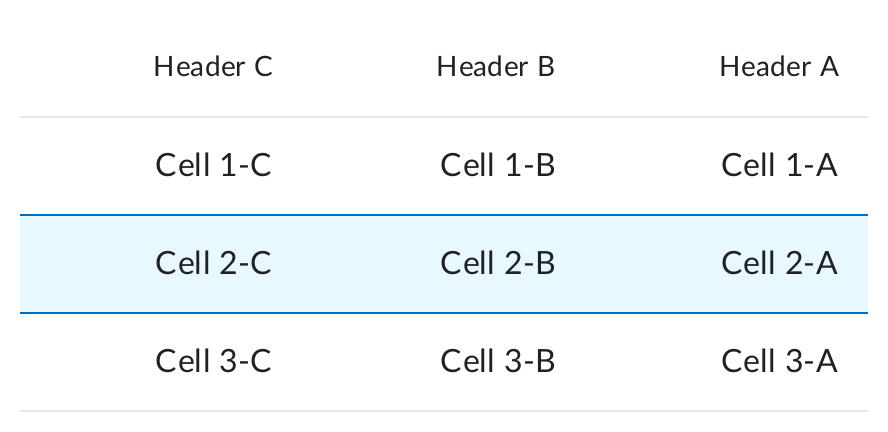 Header C Header B Header A
Cell 1-C Cell 1-B Cell 1-A
Cell 2-C Cell 2-B Cell 2-A
Cell 3-C Cell 3-B Cell 3-A